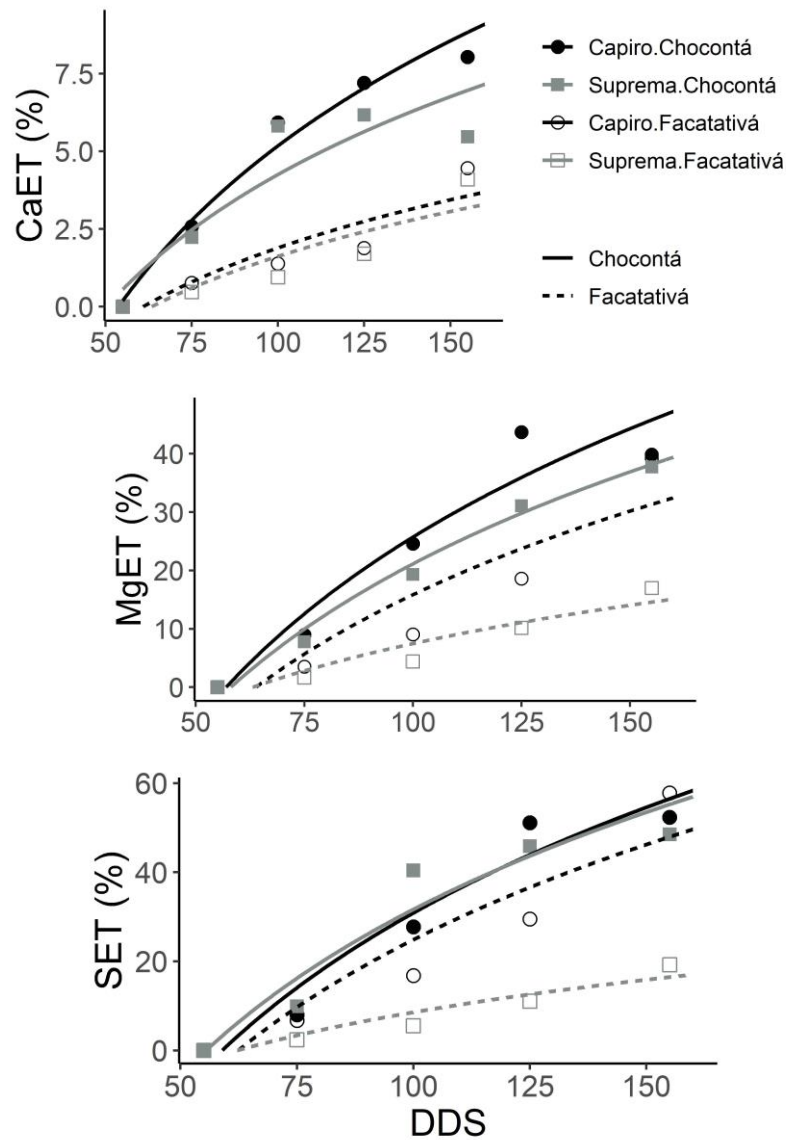 CaET (%)
7.5
5.0
2.5
0.0
50 75 100 125 150
Capiro.Chocontá
Suprema.Chocontá
Capiro.Facatativá
Suprema.Facatativá
Chocontá
Facatativá
MgET (%)
40
30
20
10
0
50 75 100 125 150
SET (%)
60
40
20
0
50 75 100 125 150
DDS